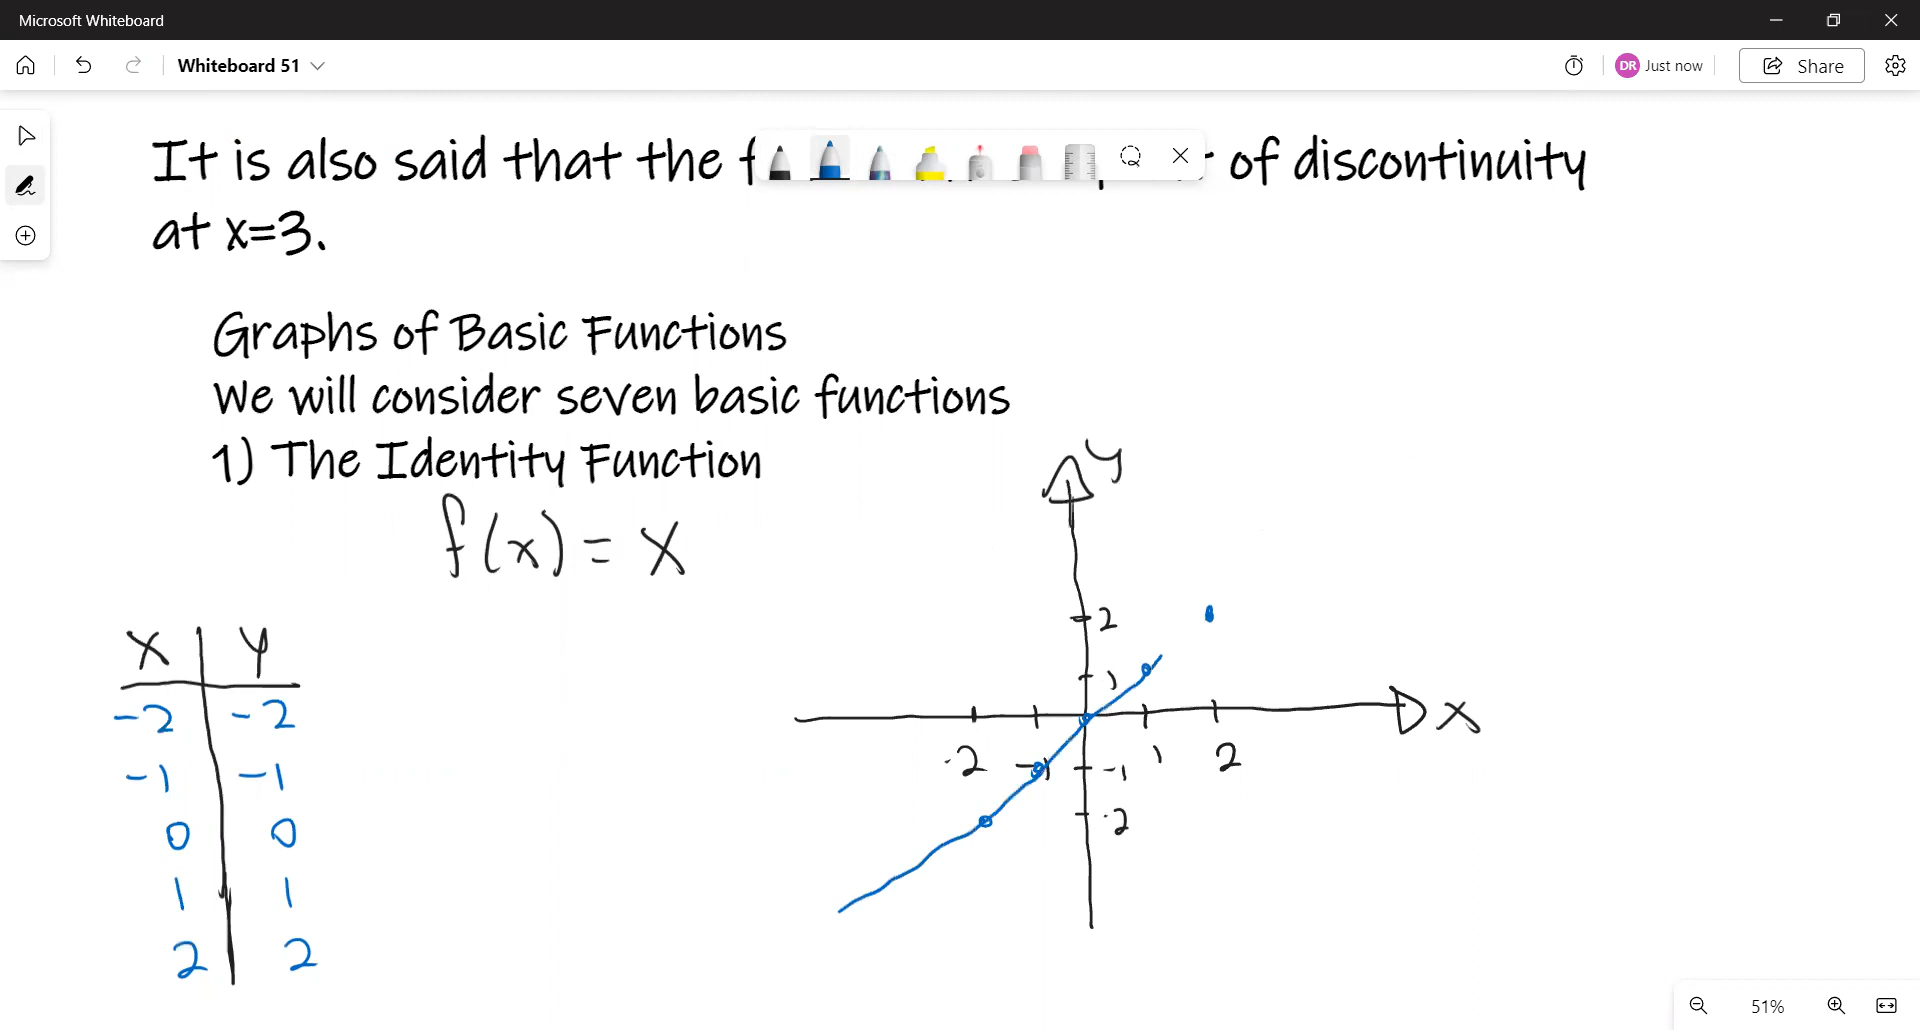 Microsoft Whiteboard
Whiteboard 51
DR Just now
Share
It is also said that the f of discontinuity
at x=3.
Graphs of Basic Functions
We will consider seven basic functions
1) The Identity Function
f(x) = x
x y
-2 -2
-1 -1
0 0
1 1
2 2
y
2
1
x
-2 -1 1 2
-1
-2
51%